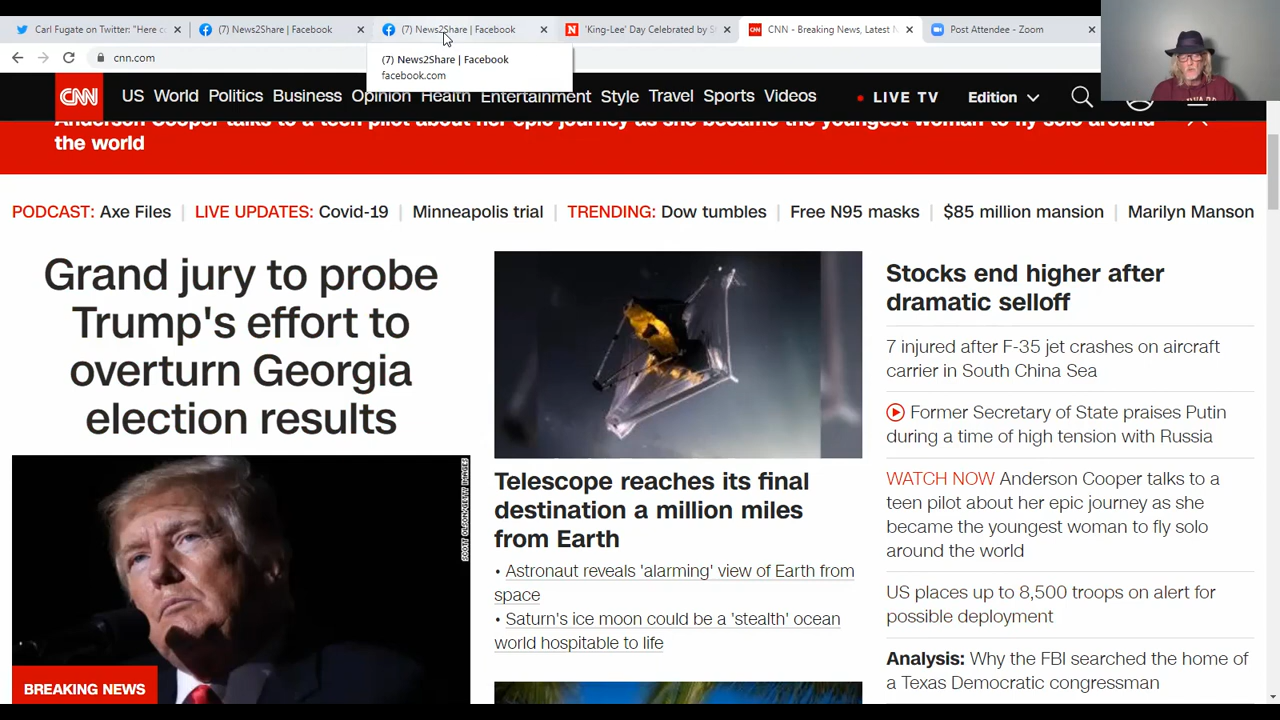 Carl Fugate on Twitter: "Here c
(7) News2Share | Facebook
(7) News2Share | Facebook
'King-Lee' Day Celebrated by S
CNN - Breaking News, Latest N
Post Attendee - Zoom
cnn.com
(7) News2Share | Facebook
facebook.com
CNN
US World Politics Business Opinion Health Entertainment Style Travel Sports Videos
LIVE TV
Edition
Anderson Cooper talks to a teen pilot about her epic journey as she became the youngest woman to fly solo around
the world
PODCAST: Axe Files | LIVE UPDATES: Covid-19 | Minneapolis trial | TRENDING: Dow tumbles | Free N95 masks | $85 million mansion | Marilyn Manson
Grand jury to probe
Trump's effort to
overturn Georgia
election results
SCOTT OLSON/GETTY IMAGES
BREAKING NEWS
Telescope reaches its final
destination a million miles
from Earth
• Astronaut reveals 'alarming' view of Earth from
space
• Saturn's ice moon could be a 'stealth' ocean
world hospitable to life
Stocks end higher after
dramatic selloff
7 injured after F-35 jet crashes on aircraft
carrier in South China Sea
Former Secretary of State praises Putin
during a time of high tension with Russia
WATCH NOW Anderson Cooper talks to a
teen pilot about her epic journey as she
became the youngest woman to fly solo
around the world
US places up to 8,500 troops on alert for
possible deployment
Analysis: Why the FBI searched the home of
a Texas Democratic congressman